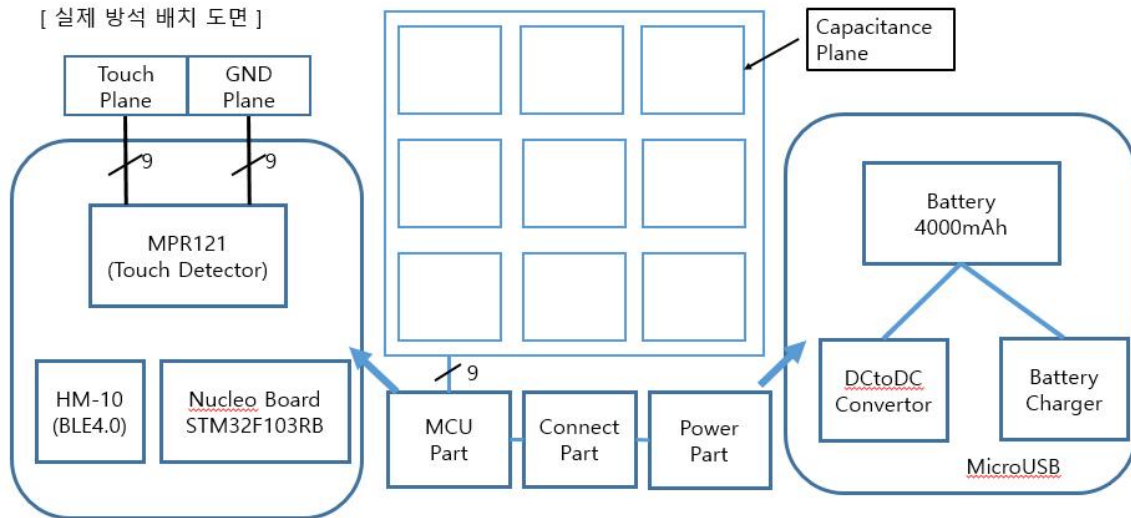 [ 실제 방석 배치 도면 ]
Touch
Plane
GND
Plane
9
9
MPR121
(Touch Detector)
HM-10
(BLE4.0)
Nucleo Board
STM32F103RB
Capacitance
Plane
9
MCU
Part
Connect
Part
Power
Part
Battery
4000mAh
DCtoDC
Convertor
Battery
Charger
MicroUSB